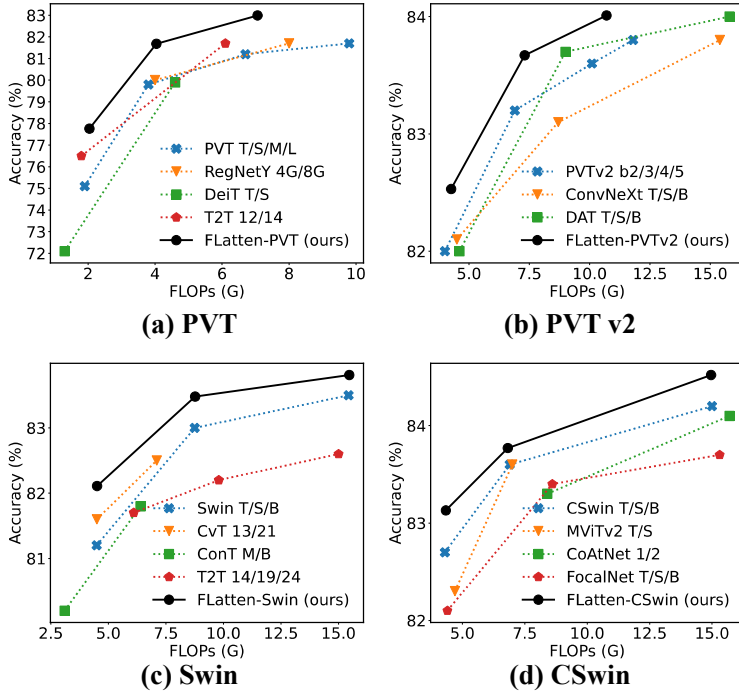 83
82
81
80
79
78
77
76
75
74
73
72
Accuracy (%)
PVT T/S/M/L
RegNetY 4G/8G
DeiT T/S
T2T 12/14
FLatten-PVT (ours)
2 4 6 8 10
FLOPs (G)
(a) PVT
84
83
82
Accuracy (%)
PVTv2 b2/3/4/5
ConvNeXt T/S/B
DAT T/S/B
FLatten-PVTv2 (ours)
5.0 7.5 10.0 12.5 15.0
FLOPs (G)
(b) PVT v2
83
82
81
Accuracy (%)
Swin T/S/B
CvT 13/21
ConT M/B
T2T 14/19/24
FLatten-Swin (ours)
2.5 5.0 7.5 10.0 12.5 15.0
FLOPs (G)
(c) Swin
84
83
82
Accuracy (%)
CSwin T/S/B
MViTv2 T/S
CoAtNet 1/2
FocalNet T/S/B
FLatten-CSwin (ours)
5.0 7.5 10.0 12.5 15.0
FLOPs (G)
(d) CSwin